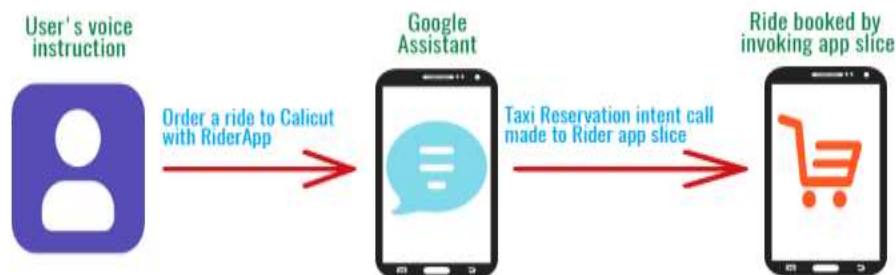 User's voice
instruction
Google
Assistant
Ride booked by
invoking app slice
Order a ride to Calicut
with RiderApp
Taxi Reservation intent call
made to Rider app slice